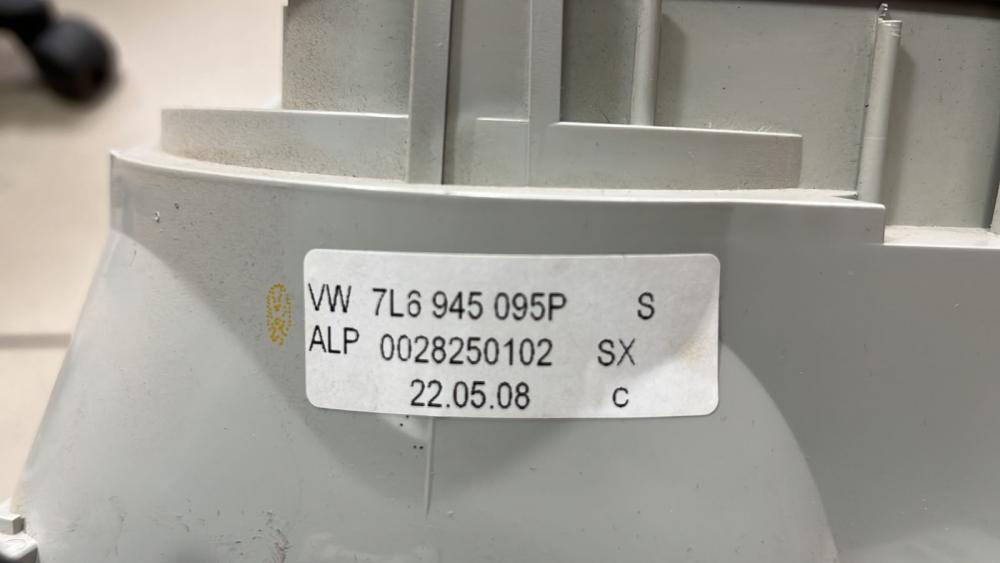 VW 7L6 945 095P S
ALP 0028250102 SX
22.05.08 C